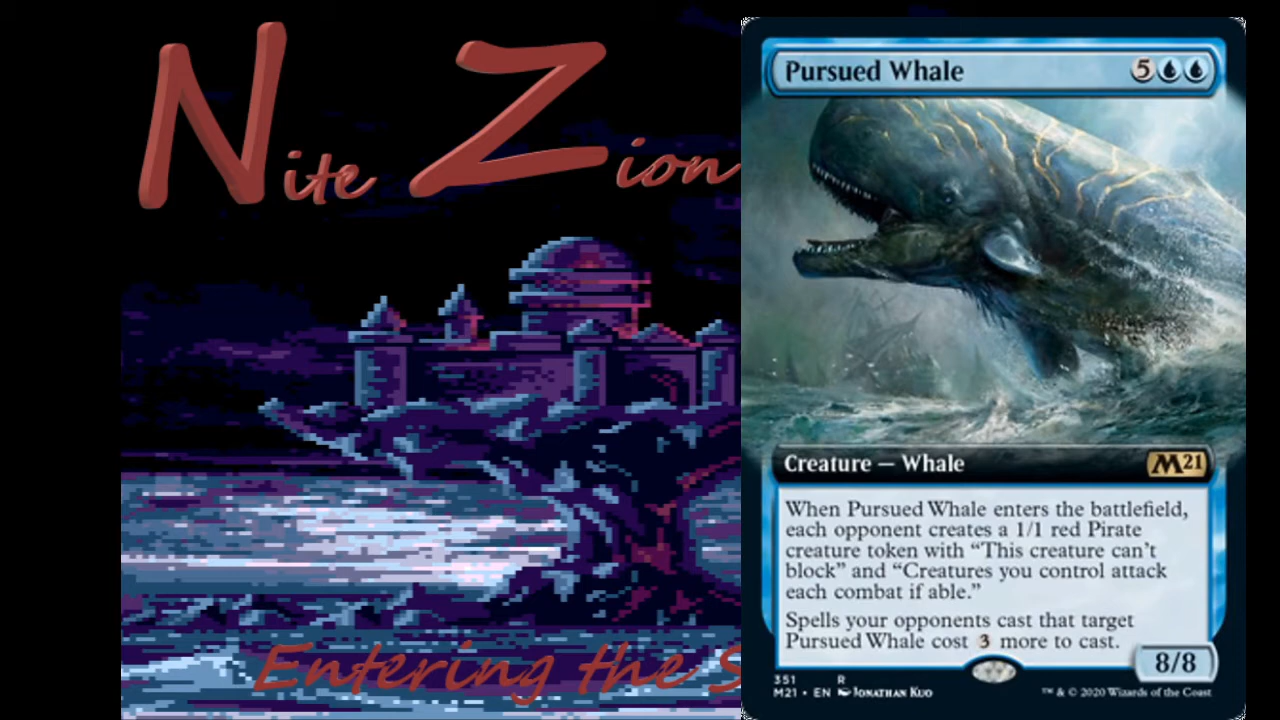 Nite Zion
Entering the S
Pursued Whale 5
Creature — Whale M21
When Pursued Whale enters the battlefield,
each opponent creates a 1/1 red Pirate
creature token with “This creature can’t
block” and “Creatures you control attack
each combat if able.”
Spells your opponents cast that target
Pursued Whale cost 3 more to cast.
8/8
351 R
M21 • EN Jonathan Kuo
™ & © 2020 Wizards of the Coast